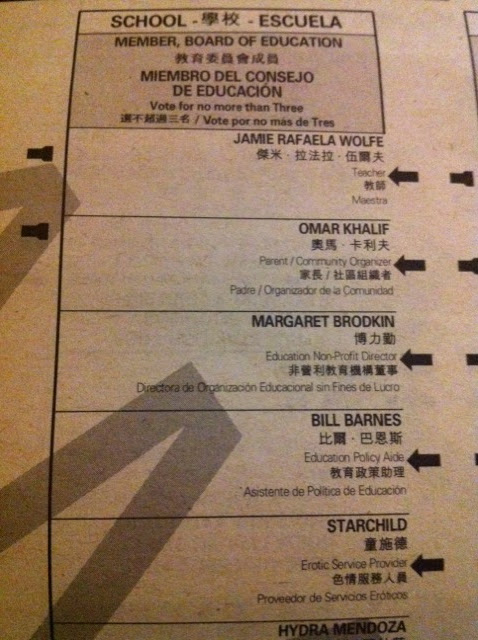 SCHOOL - 學校 - ESCUELA
MEMBER, BOARD OF EDUCATION
教育委員會成員
MIEMBRO DEL CONSEJO
DE EDUCACIÓN
Vote for no more than Three
選不超過三名 / Vote por no más de Tres
JAMIE RAFAELA WOLFE
傑米·拉法拉·伍爾夫
Teacher
教師
Maestra
OMAR KHALIF
奧馬·卡利夫
Parent / Community Organizer
家長 / 社區組織者
Padre / Organizador de la Comunidad
MARGARET BRODKIN
博力勤
Education Non-Profit Director
非營利教育機構董事
Directora de Organización Educacional sin Fines de Lucro
BILL BARNES
比爾·巴恩斯
Education Policy Aide
教育政策助理
Asistente de Política de Educación
STARCHILD
童施德
Erotic Service Provider
色情服務人員
Proveedor de Servicios Eróticos
HYDRA MENDOZA